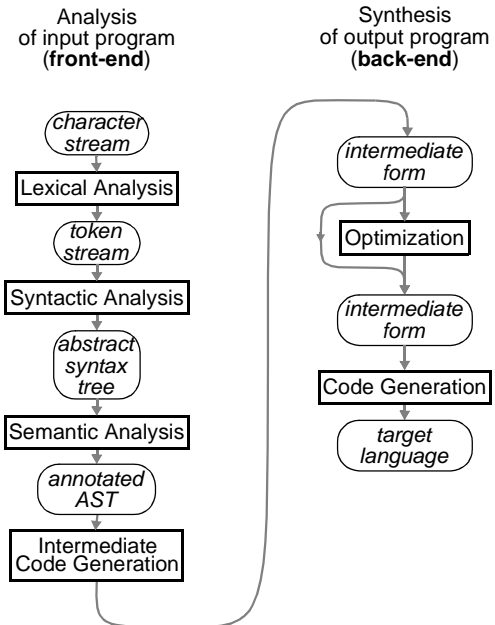 Analysis
of input program
(front-end)
character
stream
Lexical Analysis
token
stream
Syntactic Analysis
abstract
syntax
tree
Semantic Analysis
annotated
AST
Intermediate
Code Generation
Synthesis
of output program
(back-end)
intermediate
form
Optimization
intermediate
form
Code Generation
target
language